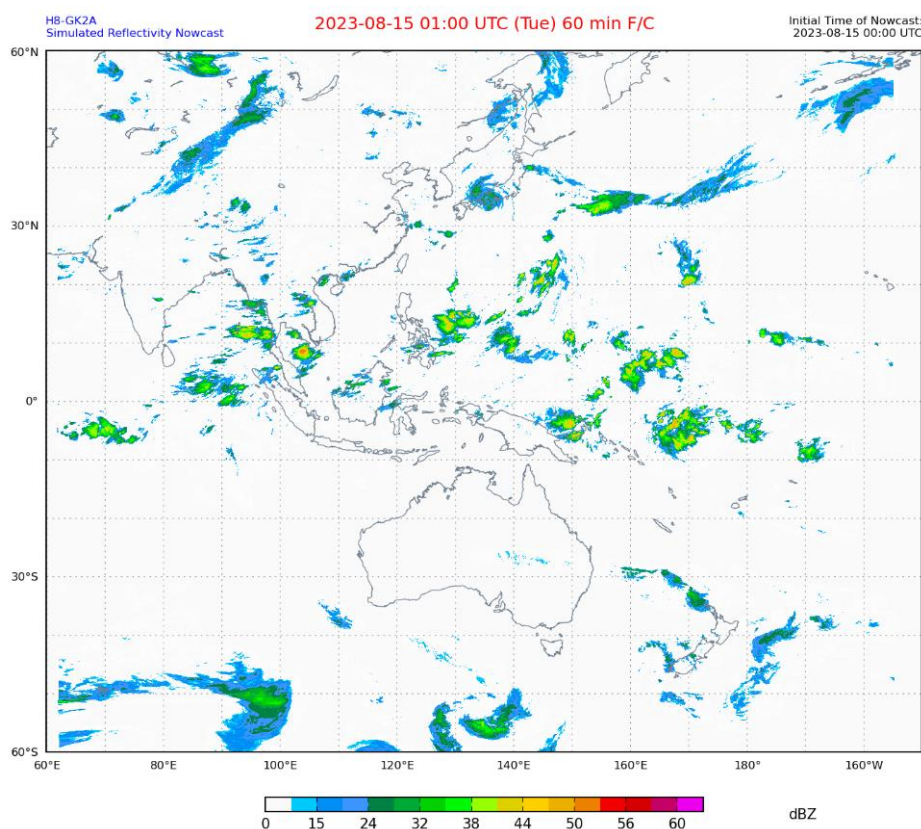 H8-GK2A
Simulated Reflectivity Nowcast
2023-08-15 01:00 UTC (Tue) 60 min F/C
Initial Time of Nowcast:
2023-08-15 00:00 UTC
60°N
30°N
0°
30°S
60°S
60°E 80°E 100°E 120°E 140°E 160°E 180° 160°W
0 15 24 32 38 44 50 56 60 dBZ